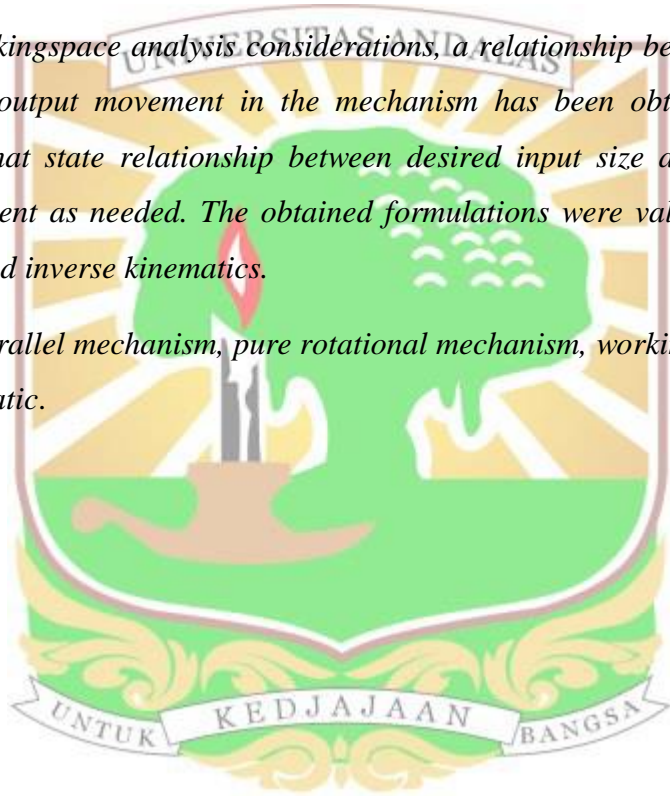 UNIVERSITAS ANDALAS
kingspace analysis considerations, a relationship be
output movement in the mechanism has been obt
hat state relationship between desired input size a
ent as needed. The obtained formulations were val
d inverse kinematics.
rallel mechanism, pure rotational mechanism, workin
atic.
UNTUK KEDJAJAAN BANGSA